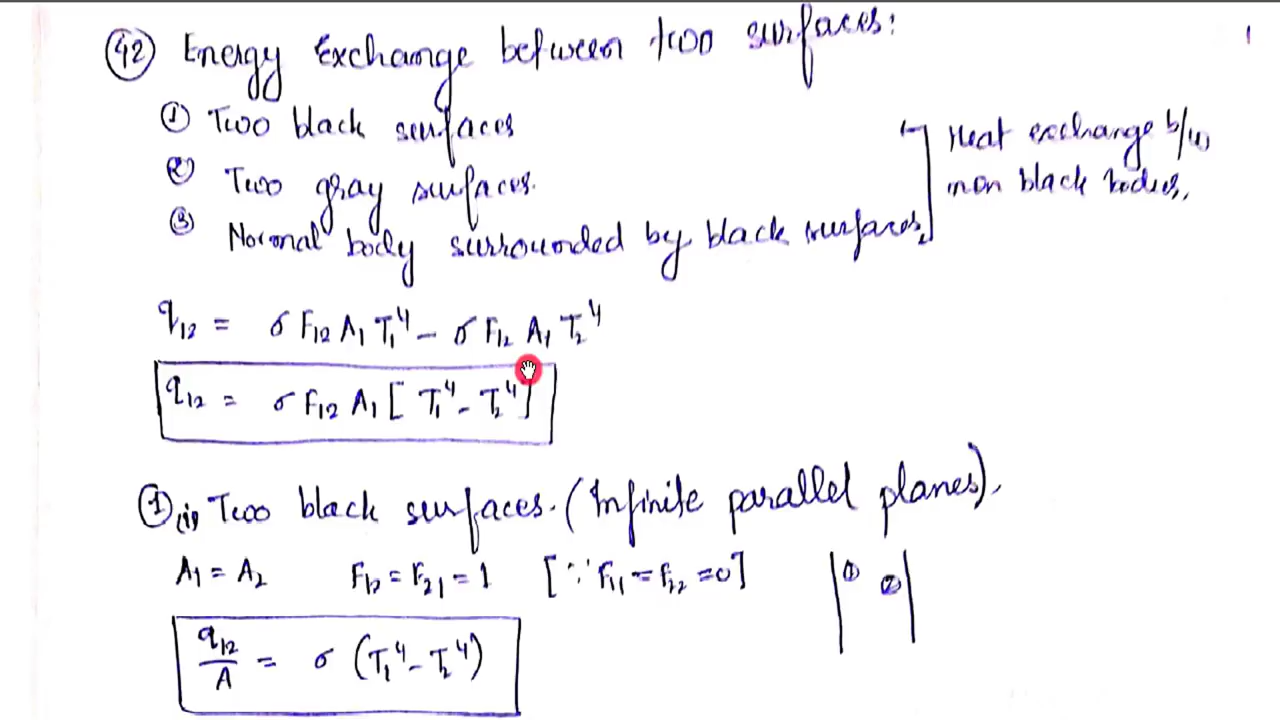 42 Energy Exchange between two surfaces:
① Two black surfaces
② Two gray surfaces.
③ Normal body surrounded by black surfaces,
Heat exchange b/w
non black bodies,
q₁₂ = σ F₁₂ A₁ T₁⁴ - σ F₁₂ A₁ T₂⁴
q₁₂ = σ F₁₂ A₁ [ T₁⁴ - T₂⁴ ]
① (i) Two black surfaces. (Infinite parallel planes).
A₁ = A₂ F₁₂ = F₂₁ = 1 [∵ F₁₁ = F₂₂ = 0] ① ②
q₁₂/A = σ (T₁⁴ - T₂⁴)